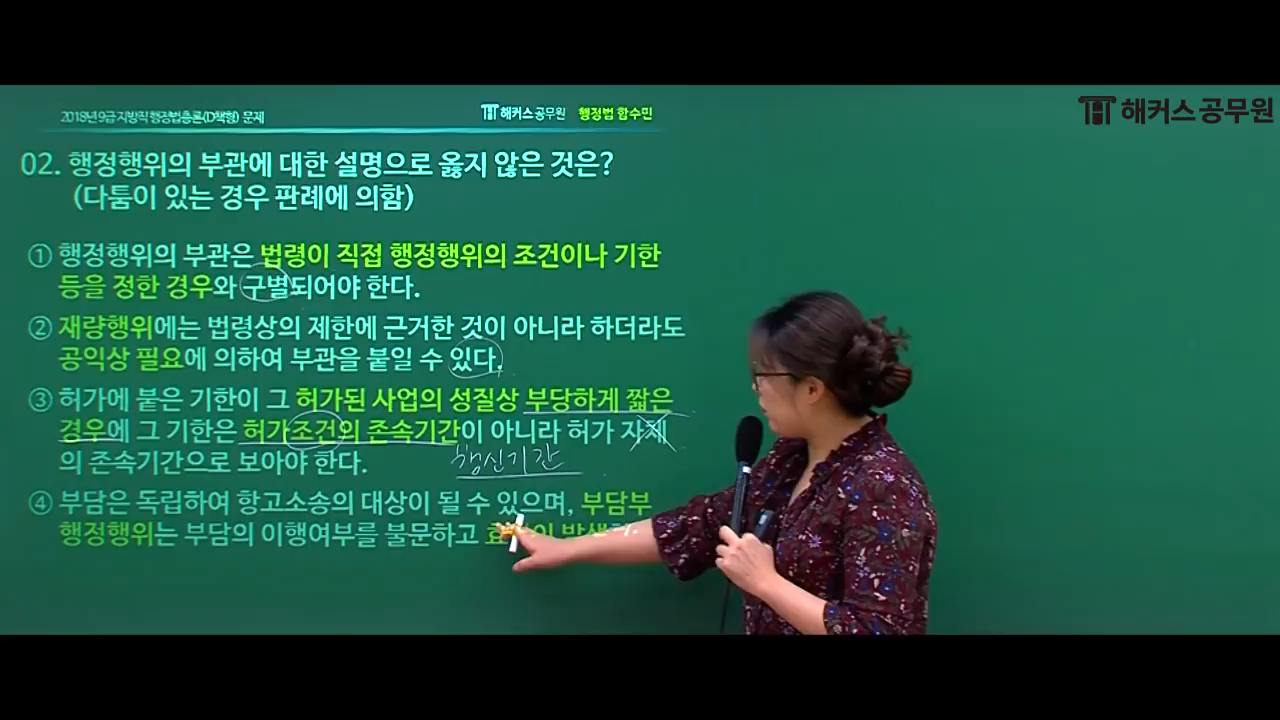 2018년 9급 지방직 행정법총론(D책형) 문제
해커스공무원 행정법 함수민
해커스공무원
02. 행정행위의 부관에 대한 설명으로 옳지 않은 것은?
(다툼이 있는 경우 판례에 의함)
① 행정행위의 부관은 법령이 직접 행정행위의 조건이나 기한
등을 정한 경우와 구별되어야 한다.
② 재량행위에는 법령상의 제한에 근거한 것이 아니라 하더라도
공익상 필요에 의하여 부관을 붙일 수 있다.
③ 허가에 붙은 기한이 그 허가된 사업의 성질상 부당하게 짧은
경우에 그 기한은 허가조건의 존속기간이 아니라 허가 자체
의 존속기간으로 보아야 한다.
갱신기간
④ 부담은 독립하여 항고소송의 대상이 될 수 있으며, 부담부
행정행위는 부담의 이행여부를 불문하고